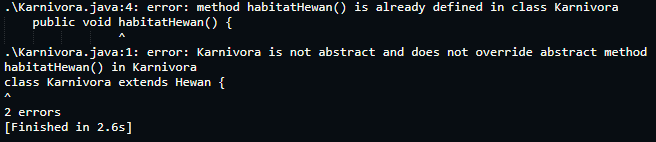 .\Karnivora.java:4: error: method habitatHewan() is already defined in class Karnivora
    public void habitatHewan() {
                ^
.\Karnivora.java:1: error: Karnivora is not abstract and does not override abstract method
habitatHewan() in Karnivora
class Karnivora extends Hewan {
^
2 errors
[Finished in 2.6s]